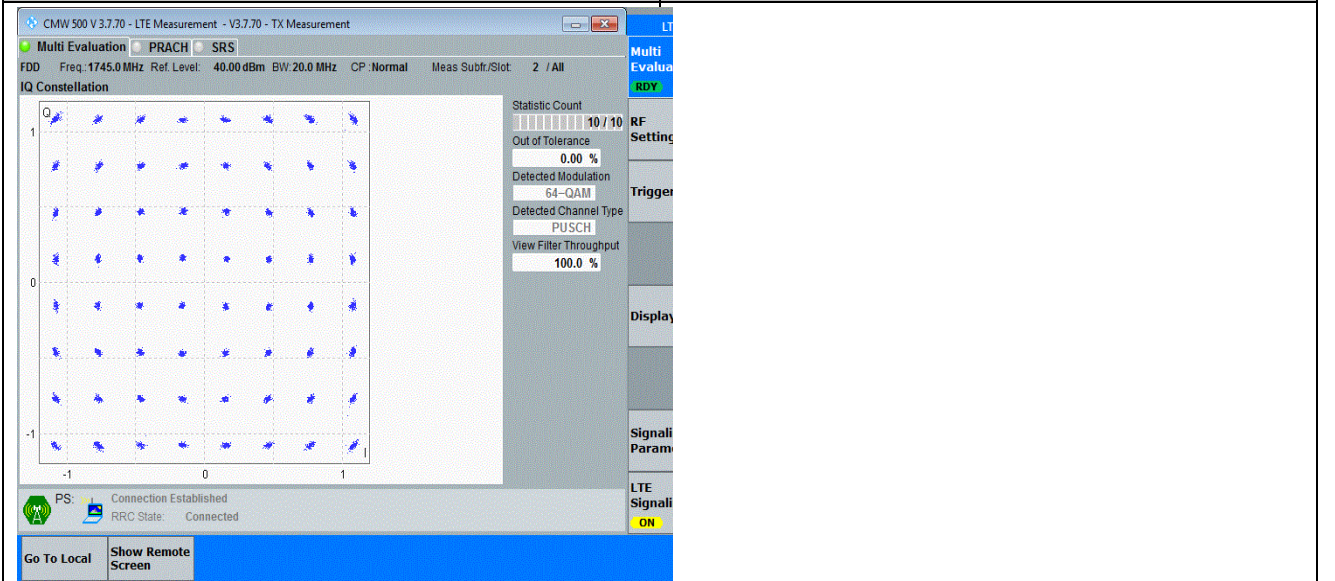 CMW 500 V 3.7.70 - LTE Measurement - V3.7.70 - TX Measurement
Multi Evaluation PRACH SRS
FDD Freq.:1745.0 MHz Ref. Level: 40.00 dBm BW:20.0 MHz CP :Normal Meas Subfr./Slot: 2 / All
IQ Constellation
Q
1
0
-1
-1 0 1
I
Statistic Count
10 / 10
Out of Tolerance
0.00 %
Detected Modulation
64-QAM
Detected Channel Type
PUSCH
View Filter Throughput
100.0 %
LT
Multi
Evalua
RDY
RF
Setting
Trigger
Display
Signali
Param
LTE
Signali
ON
PS: Connection Established
RRC State: Connected
Go To Local
Show Remote
Screen